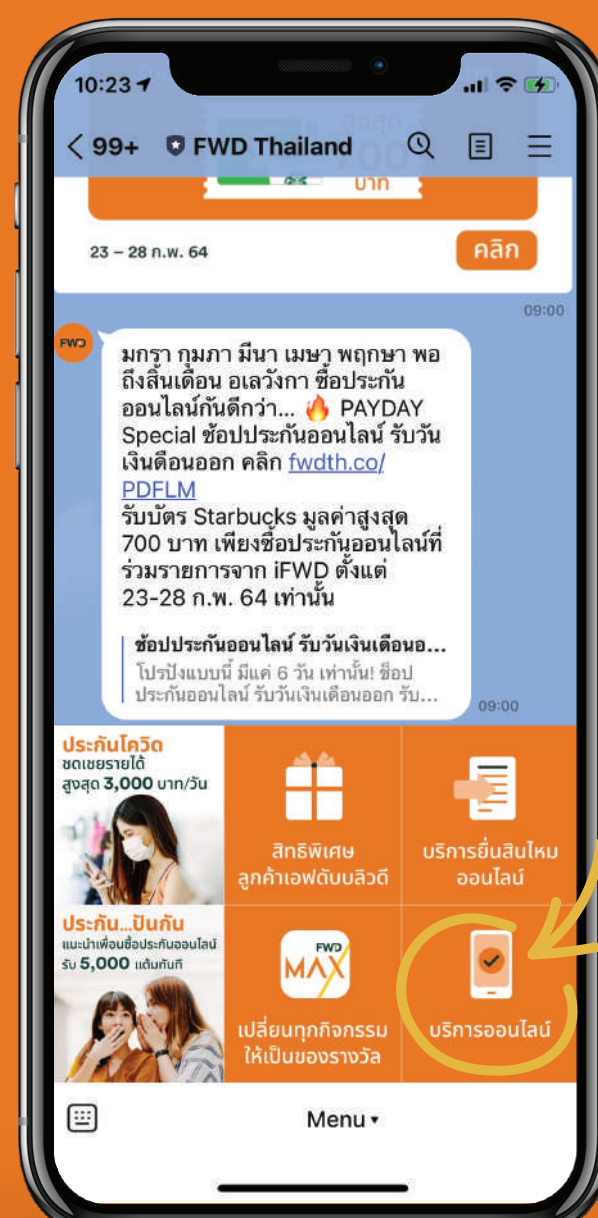 10:23
สูงสุด
< 99+ FWD Thailand
700
บาท
23 – 28 ก.พ. 64
คลิก
09:00
FWD
มกรา กุมภา มีนา เมษา พฤกษา พอ
ถึงสิ้นเดือน อเลวังกา ซื้อประกัน
ออนไลน์กันดีกว่า... 🔥 PAYDAY
Special ช้อปประกันออนไลน์ รับวัน
เงินดือนออก คลิก fwdth.co/
PDFLM
รับบัตร Starbucks มูลค่าสูงสุด
700 บาท เพียงซื้อประกันออนไลน์ที่
ร่วมรายการจาก iFWD ตั้งแต่
23-28 ก.พ. 64 เท่านั้น
ช้อปประกันออนไลน์ รับวันเงินเดือนอ...
โปรปังแบบนี้ มีแค่ 6 วัน เท่านั้น! ช็อป
ประกันออนไลน์ รับวันเงินเดือนออก รับ...
09:00
ประกันโควิด
ชดเชยรายได้
สูงสุด 3,000 บาท/วัน
สิทธิพิเศษ
ลูกค้าเอฟดับบลิวดี
บริการยื่นสินไหม
ออนไลน์
ประกัน...ปันกัน
แนะนำเพื่อนซื้อประกันออนไลน์
รับ 5,000 แต้มทันที
FWD
MAX
เปลี่ยนทุกกิจกรรม
ให้เป็นของรางวัล
บริการออนไลน์
Menu ▾